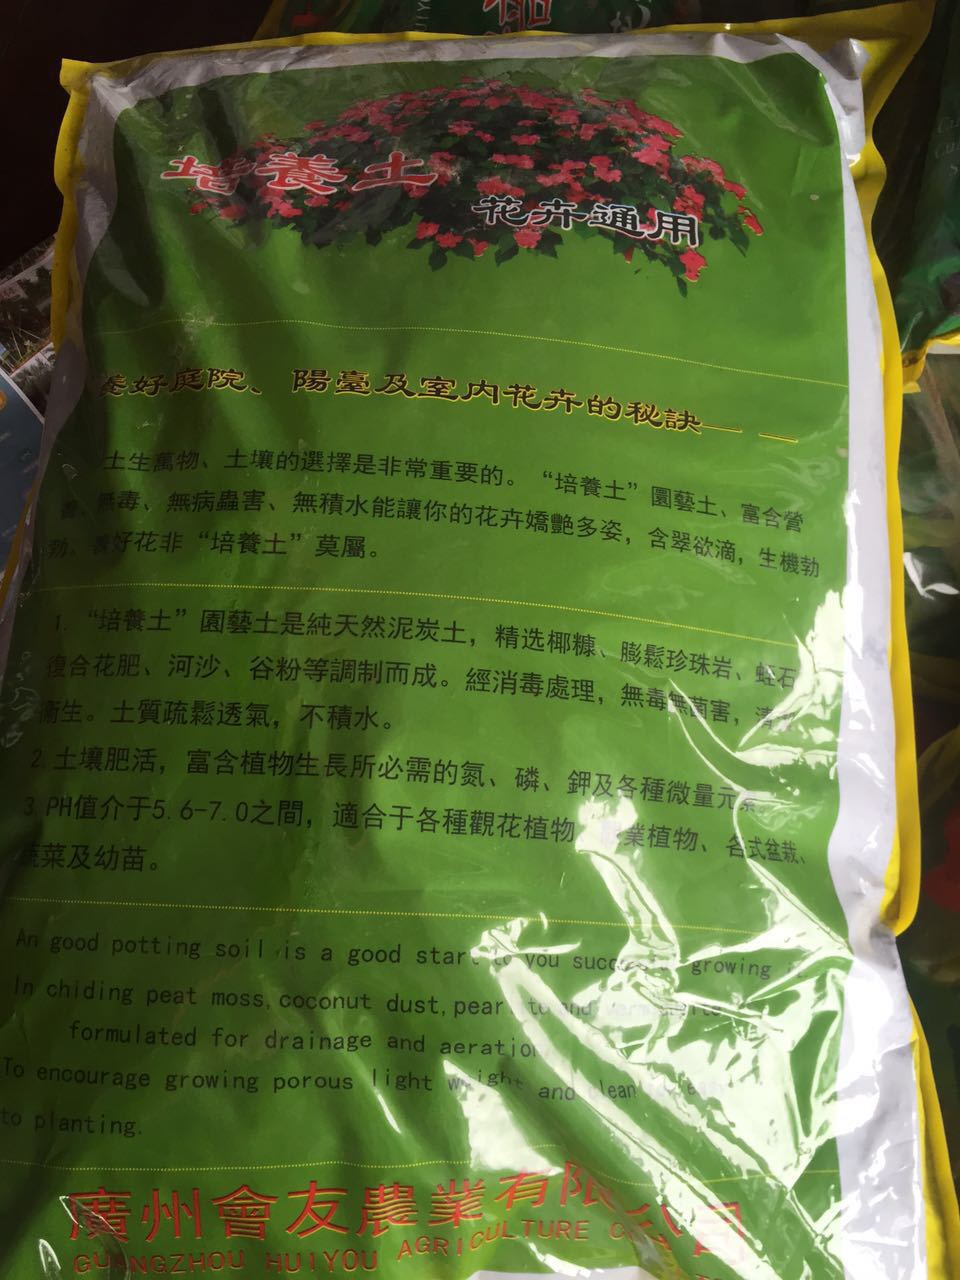 培養土
花卉通用
養好庭院、陽臺及室内花卉的秘訣——
土生萬物、土壤的選擇是非常重要的。“培養土”園藝土、富含營
無毒、無病蟲害、無積水能讓你的花卉嬌艷多姿，含翠欲滴，生機勃
勃。養好花非“培養土”莫屬。
1.“培養土”園藝土是純天然泥炭土，精选椰糠、膨鬆珍珠岩、蛭石
復合花肥、河沙、谷粉等調制而成。經消毒處理，無毒無菌害，清
衛生。土質疏鬆透氣，不積水。
2.土壤肥活，富含植物生長所必需的氮、磷、鉀及各種微量元素
3.PH值介于5.6-7.0之間，適合于各種觀花植物 業植物、各式盆栽、
蔬菜及幼苗。
An good potting soil is a good start to you growing
In chiding peat moss,coconut dust, and
formulated for drainage and aeration
To encourage growing porous light weight and clean
to planting.
廣州會友農業有限公司
GUANGZHOU HUIYOU AGRICULTURE